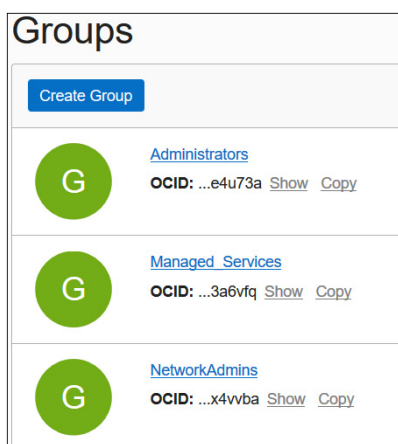 Groups
Create Group
G
Administrators
OCID: ...e4u73a Show Copy
G
Managed_Services
OCID: ...3a6vfq Show Copy
G
NetworkAdmins
OCID: ...x4vvba Show Copy